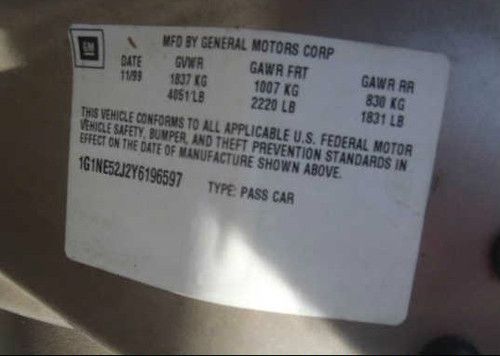 GM
MFD BY GENERAL MOTORS CORP
DATE GVWR GAWR FRT GAWR RR
11/99 1837 KG 1007 KG 830 KG
4051 LB 2220 LB 1831 LB
THIS VEHICLE CONFORMS TO ALL APPLICABLE U.S. FEDERAL MOTOR
VEHICLE SAFETY, BUMPER, AND THEFT PREVENTION STANDARDS IN
EFFECT ON THE DATE OF MANUFACTURE SHOWN ABOVE.
1G1NE52J2Y6196597 TYPE: PASS CAR